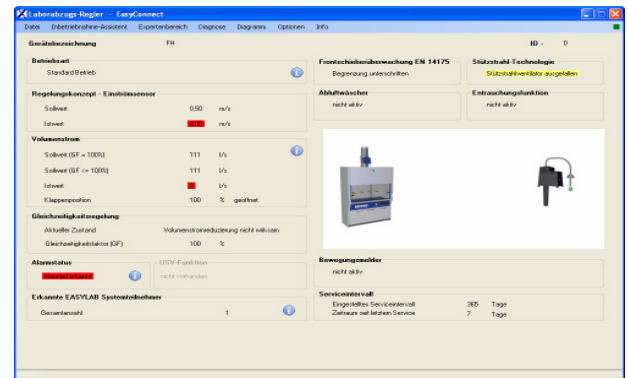 Laborabzugs-Regler - EasyConnect
Datei Inbetriebnahme-Assistent Expertenbereich Diagnose Diagramm Optionen Info
Gerätebezeichnung FH ID - 0
Betriebsart
Standard Betrieb
Frontschieberüberwachung EN 14175
Begrenzung unterschritten
Stützstrahl-Technologie
Stützstrahlventilator ausgefallen
Regelungskonzept - Einströmsensor
Sollwert 0,50 m/s
Istwert 0,00 m/s
Abluftwäscher
nicht aktiv
Entrauchungsfunktion
nicht aktiv
Volumenstrom
Sollwert (GF = 100%) 111 l/s
Sollwert (GF <= 100%) 111 l/s
Istwert 0 l/s
Klappenposition 100 % geöffnet
Gleichzeitigkeitsregelung
Aktueller Zustand Volumenstromreduzierung nicht wirksam
Gleichzeitigkeitsfaktor (GF) 100 %
Alarmstatus
USV-Funktion
nicht vorhanden
Bewegungsmelder
nicht aktiv
Erkannte EASYLAB Systemteilnehmer
Gesamtanzahl 1
Serviceintervall
Eingestelltes Serviceintervall 365 Tage
Zeitraum seit letztem Service 7 Tage